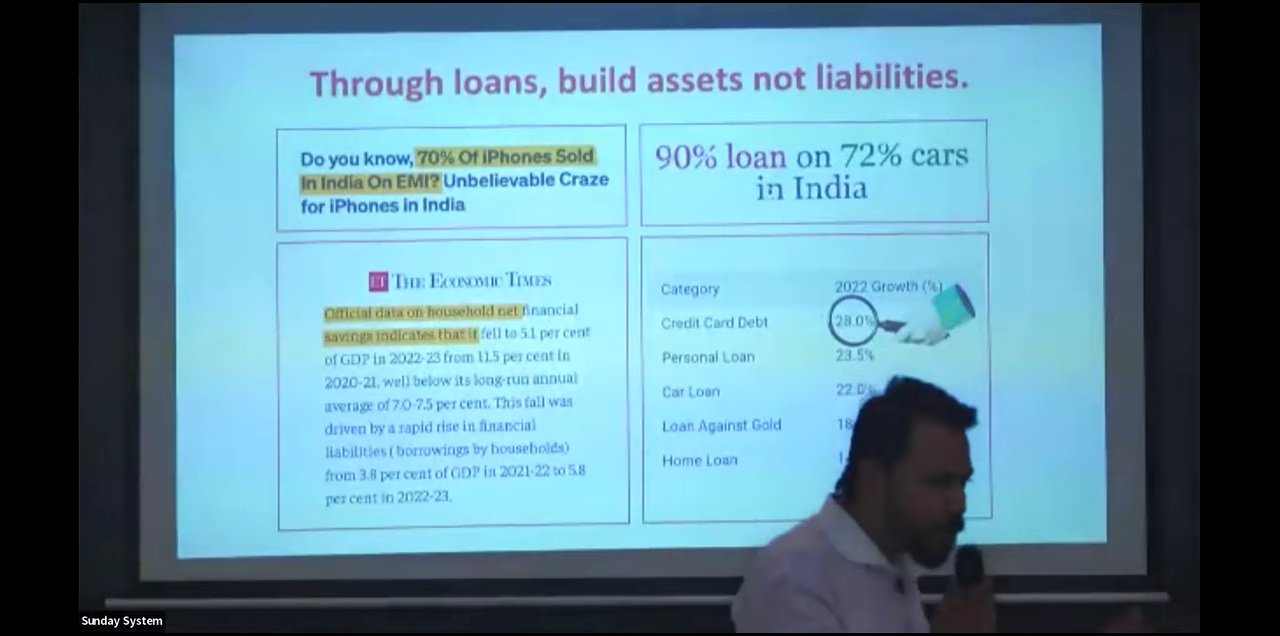 Through loans, build assets not liabilities.
Do you know, 70% Of iPhones Sold
In India On EMI? Unbelievable Craze
for iPhones in India
90% loan on 72% cars
in India
ET THE ECONOMIC TIMES
Official data on household net financial
savings indicates that it fell to 5.1 per cent
of GDP in 2022-23 from 11.5 per cent in
2020-21, well below its long-run annual
average of 7.0-7.5 per cent. This fall was
driven by a rapid rise in financial
liabilities ( borrowings by households)
from 3.8 per cent of GDP in 2021-22 to 5.8
per cent in 2022-23.
Category 2022 Growth (%)
Credit Card Debt 28.0%
Personal Loan 23.5%
Car Loan 22.0%
Loan Against Gold 18
Home Loan
Sunday System